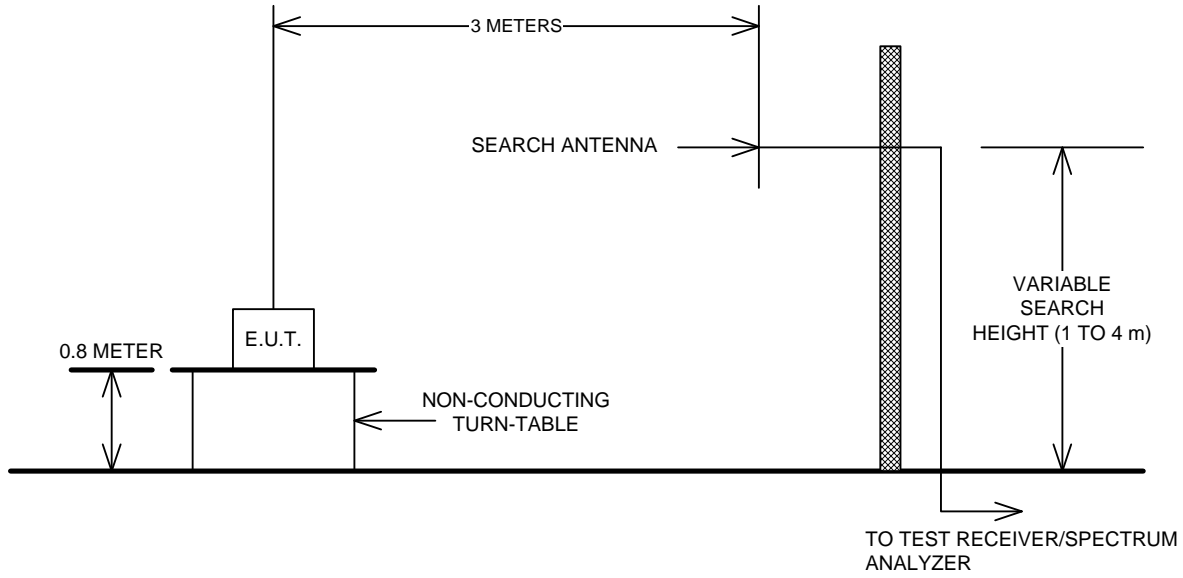 3 METERS
SEARCH ANTENNA
VARIABLE
SEARCH
HEIGHT (1 TO 4 m)
E.U.T.
0.8 METER
NON-CONDUCTING
TURN-TABLE
TO TEST RECEIVER/SPECTRUM
ANALYZER